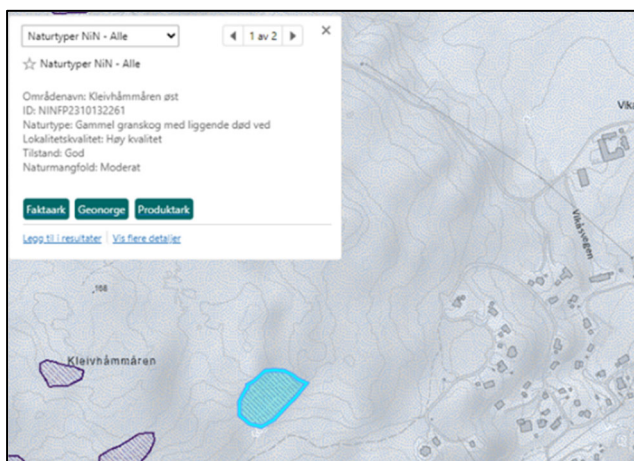 Naturtyper NiN - Alle
1 av 2
Naturtyper NiN - Alle
Områdenavn: Kleivhåmmåren øst
ID: NINFP2310132261
Naturtype: Gammel granskog med liggende død ved
Lokalitetskvalitet: Høy kvalitet
Tilstand: God
Naturmangfold: Moderat
Faktaark Geonorge Produktark
Legg til i resultater Vis flere detaljer
Vikåsvegen
Kleivhåmmåren